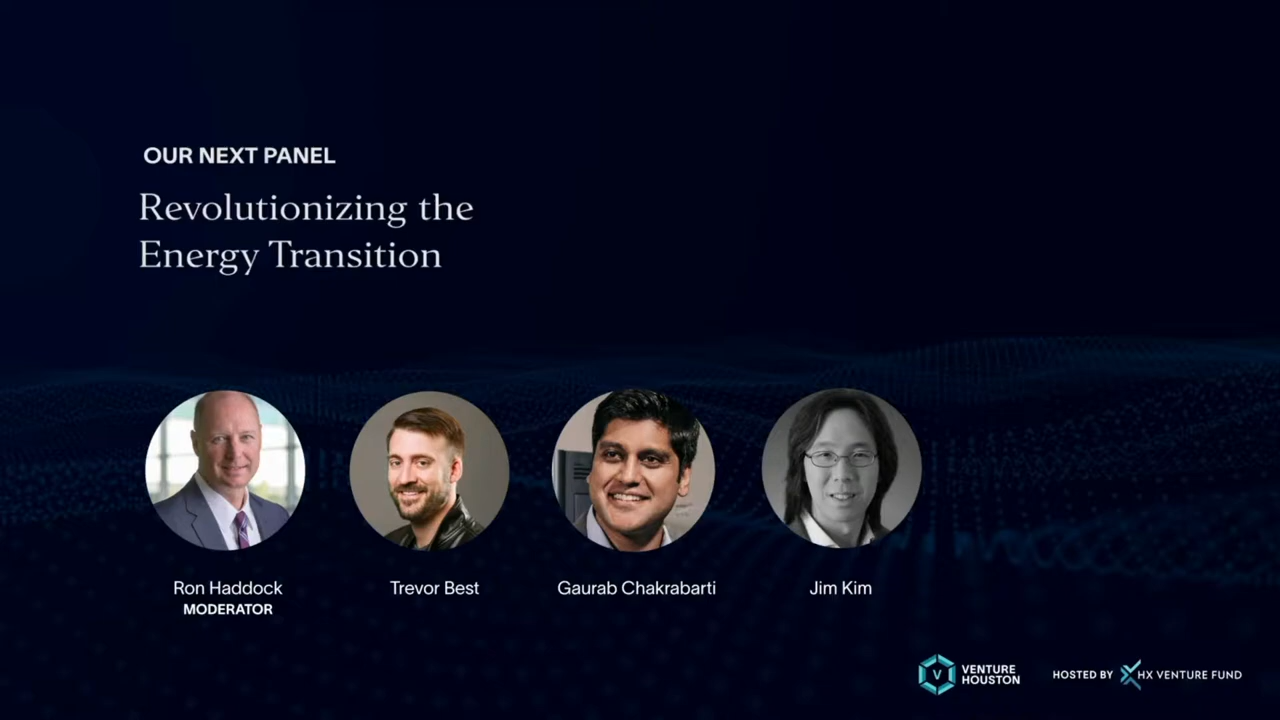 OUR NEXT PANEL
Revolutionizing the
Energy Transition
Ron Haddock
MODERATOR
Trevor Best
Gaurab Chakrabarti
Jim Kim
V
VENTURE
HOUSTON
HOSTED BY
HX VENTURE FUND